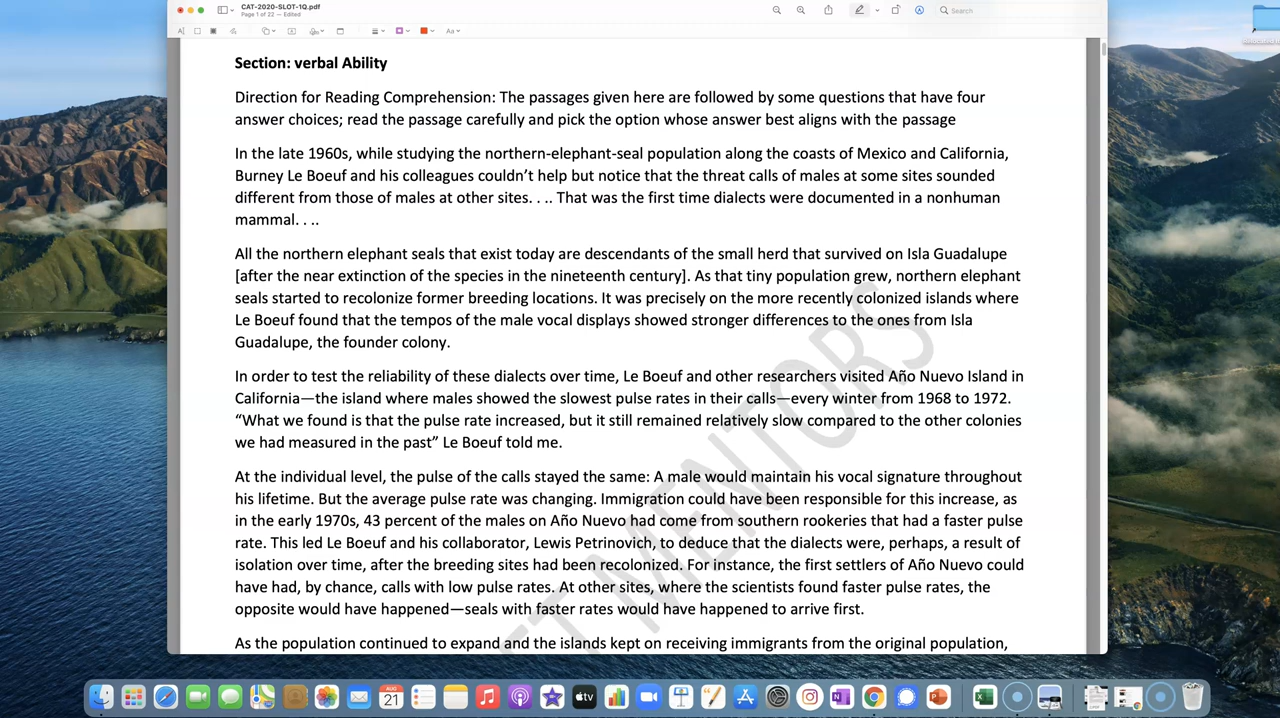 CAT-2020-SLOT-1Q.pdf
Page 1 of 22 — Edited
Search
Aa
Section: verbal Ability
Direction for Reading Comprehension: The passages given here are followed by some questions that have four
answer choices; read the passage carefully and pick the option whose answer best aligns with the passage
In the late 1960s, while studying the northern-elephant-seal population along the coasts of Mexico and California,
Burney Le Boeuf and his colleagues couldn’t help but notice that the threat calls of males at some sites sounded
different from those of males at other sites. . .. That was the first time dialects were documented in a nonhuman
mammal. . ..
All the northern elephant seals that exist today are descendants of the small herd that survived on Isla Guadalupe
[after the near extinction of the species in the nineteenth century]. As that tiny population grew, northern elephant
seals started to recolonize former breeding locations. It was precisely on the more recently colonized islands where
Le Boeuf found that the tempos of the male vocal displays showed stronger differences to the ones from Isla
Guadalupe, the founder colony.
In order to test the reliability of these dialects over time, Le Boeuf and other researchers visited Año Nuevo Island in
California—the island where males showed the slowest pulse rates in their calls—every winter from 1968 to 1972.
“What we found is that the pulse rate increased, but it still remained relatively slow compared to the other colonies
we had measured in the past” Le Boeuf told me.
At the individual level, the pulse of the calls stayed the same: A male would maintain his vocal signature throughout
his lifetime. But the average pulse rate was changing. Immigration could have been responsible for this increase, as
in the early 1970s, 43 percent of the males on Año Nuevo had come from southern rookeries that had a faster pulse
rate. This led Le Boeuf and his collaborator, Lewis Petrinovich, to deduce that the dialects were, perhaps, a result of
isolation over time, after the breeding sites had been recolonized. For instance, the first settlers of Año Nuevo could
have had, by chance, calls with low pulse rates. At other sites, where the scientists found faster pulse rates, the
opposite would have happened—seals with faster rates would have happened to arrive first.
As the population continued to expand and the islands kept on receiving immigrants from the original population,
MENTORS
AUG
21
tv